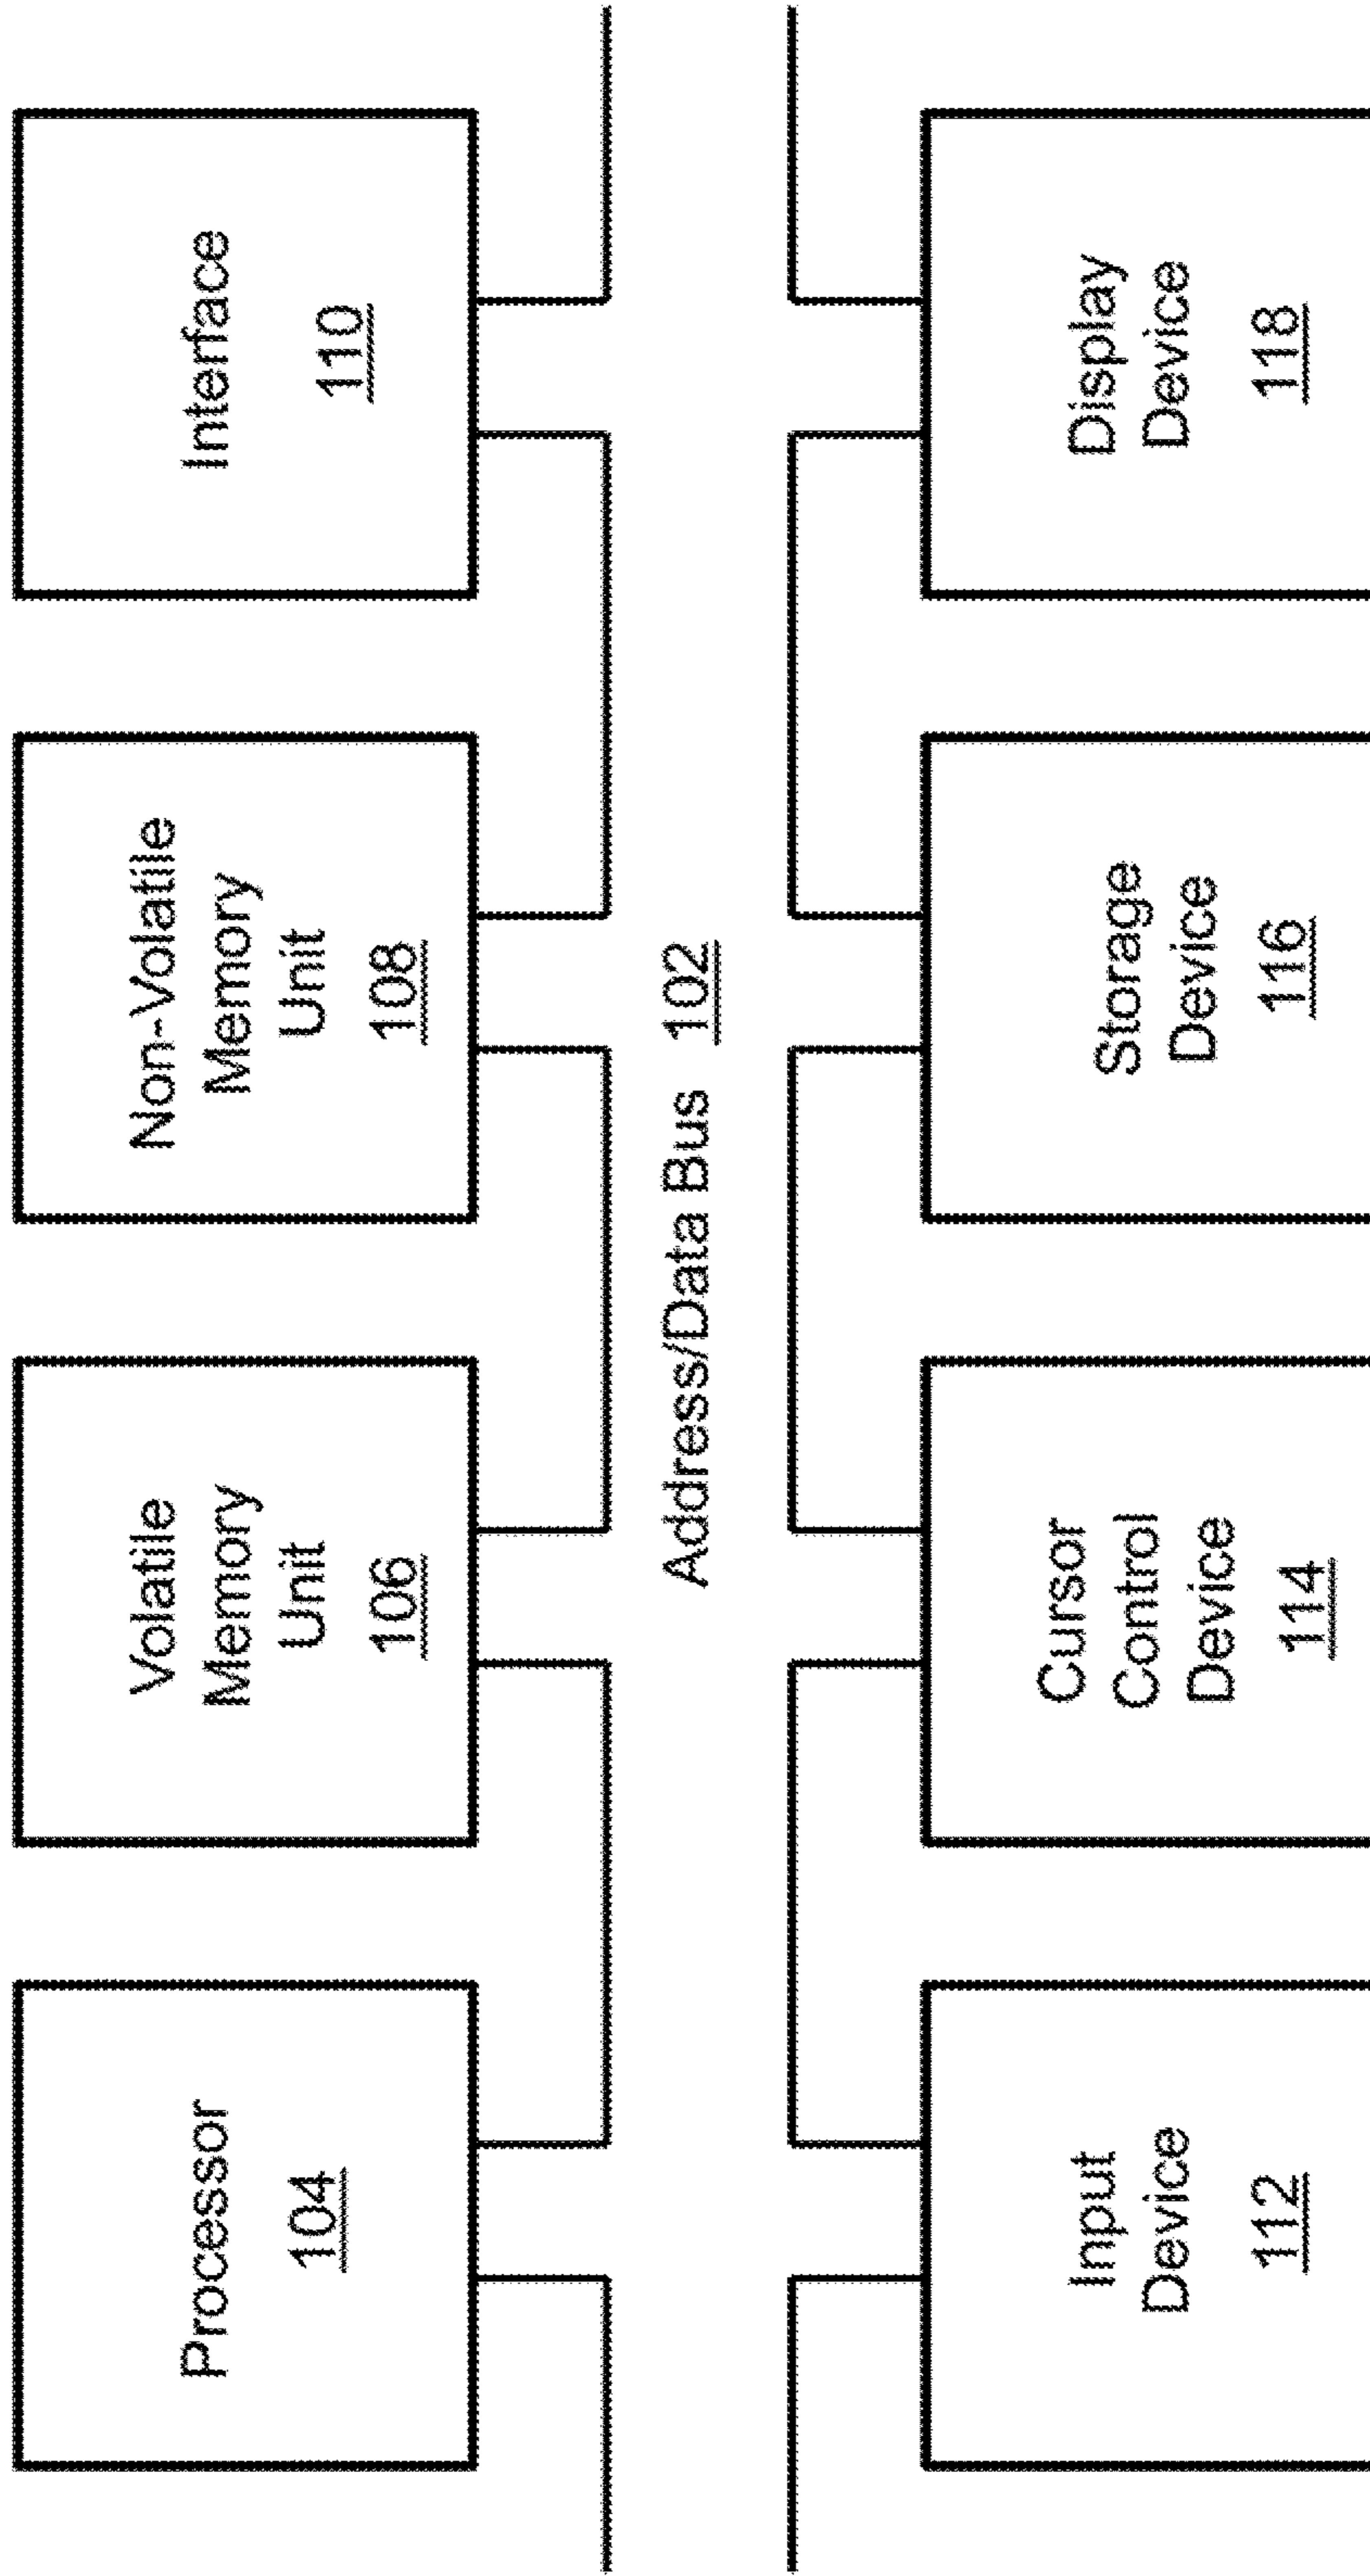 Processor
104
Volatile
Memory
Unit
106
Non-Volatile
Memory
Unit
108
Interface
110
Address/Data Bus 102
Input
Device
112
Cursor
Control
Device
114
Storage
Device
116
Display
Device
118